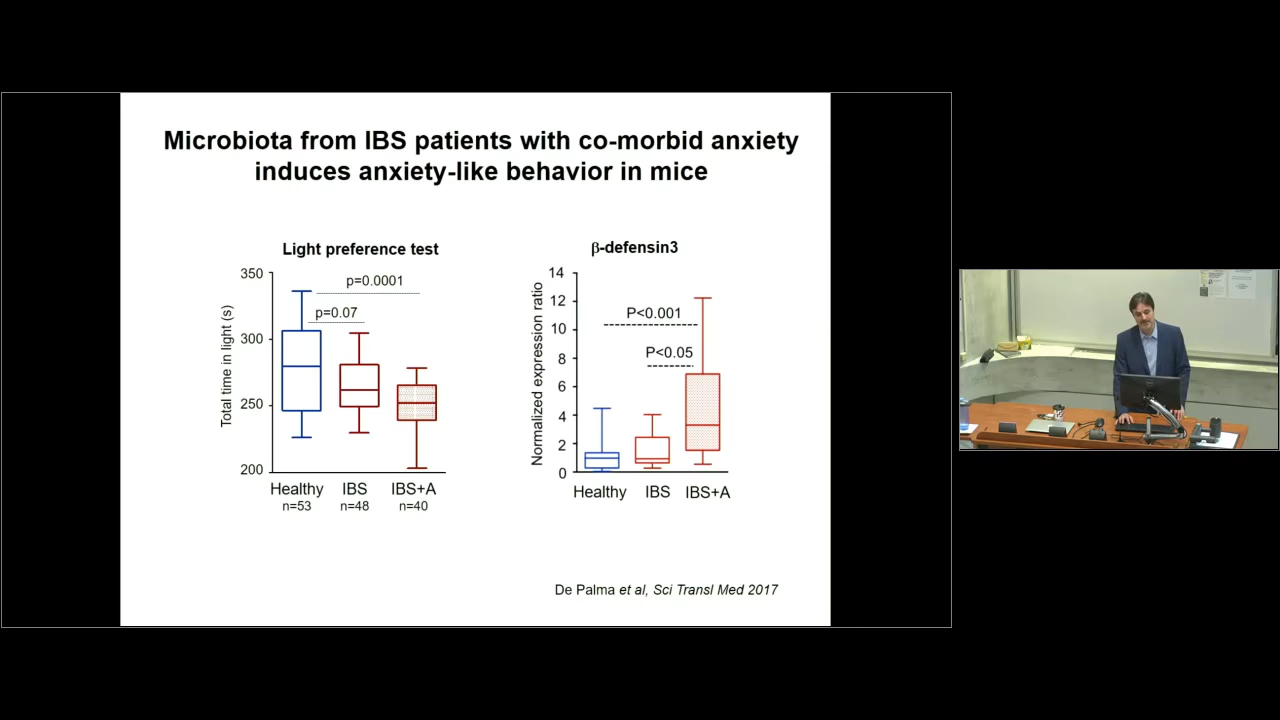 Microbiota from IBS patients with co-morbid anxiety
induces anxiety-like behavior in mice
Light preference test
350
300
250
200
Total time in light (s)
p=0.0001
p=0.07
Healthy IBS IBS+A
n=53 n=48 n=40
β-defensin3
14
12
10
8
6
4
2
0
Normalized expression ratio
P<0.001
P<0.05
Healthy IBS IBS+A
De Palma et al, Sci Transl Med 2017